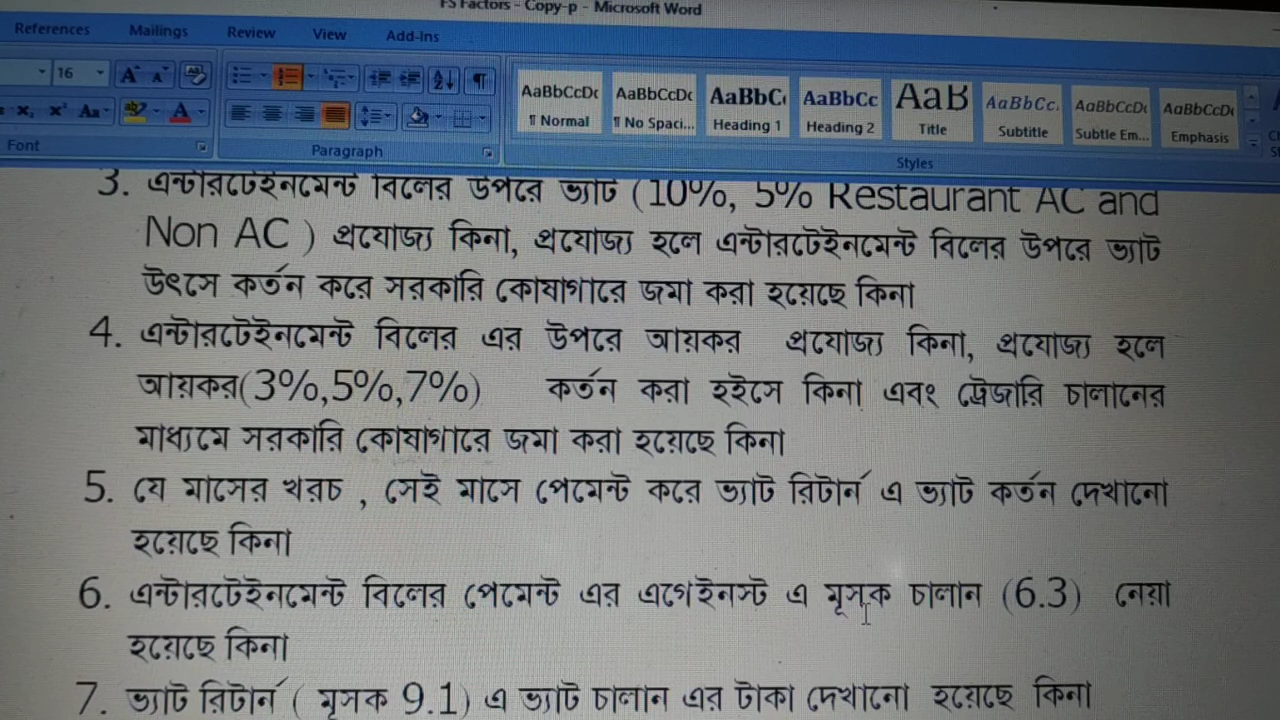 FS Factors - Copy-p - Microsoft Word
References Mailings Review View Add-Ins
16
AaBbCcDc AaBbCcDc AaBbC AaBbCc AaB AaBbCc. AaBbCcDc AaBbCcDc
¶ Normal ¶ No Spaci... Heading 1 Heading 2 Title Subtitle Subtle Em... Emphasis
Font Paragraph Styles
3. এন্টারটেইনমেন্ট বিলের উপরে ভ্যাট (10%, 5% Restaurant AC and
Non AC ) প্রযোজ্য কিনা, প্রযোজ্য হলে এন্টারটেইনমেন্ট বিলের উপরে ভ্যাট
উৎসে কর্তন করে সরকারি কোষাগারে জমা করা হয়েছে কিনা
4. এন্টারটেইনমেন্ট বিলের এর উপরে আয়কর প্রযোজ্য কিনা, প্রযোজ্য হলে
আয়কর(3%,5%,7%) কর্তন করা হইসে কিনা এবং ট্রেজারি চালানের
মাধ্যমে সরকারি কোষাগারে জমা করা হয়েছে কিনা
5. যে মাসের খরচ , সেই মাসে পেমেন্ট করে ভ্যাট রিটার্ন এ ভ্যাট কর্তন দেখানো
হয়েছে কিনা
6. এন্টারটেইনমেন্ট বিলের পেমেন্ট এর এগেইনস্ট এ মূসক চালান (6.3) নেয়া
হয়েছে কিনা
7. ভ্যাট রিটার্ন ( মূসক 9.1) এ ভ্যাট চালান এর টাকা দেখানো হয়েছে কিনা